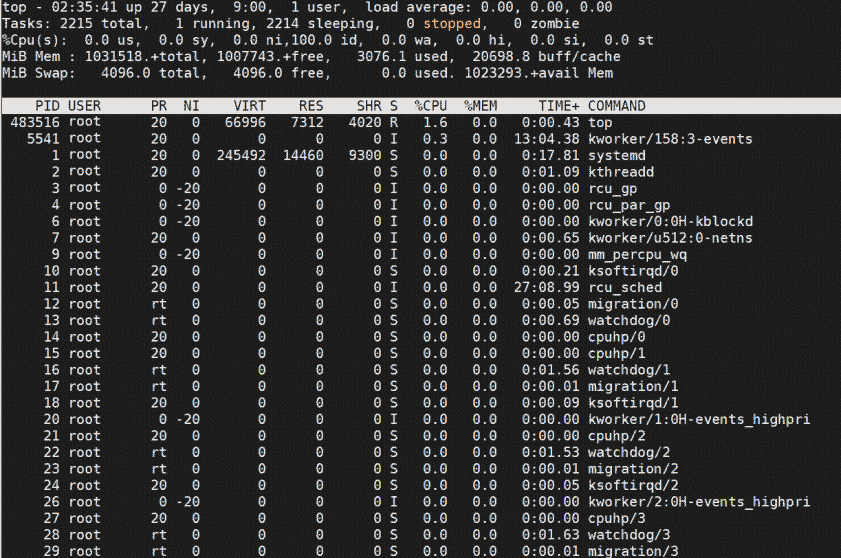 top - 02:35:41 up 27 days,  9:00,  1 user,  load average: 0.00, 0.00, 0.00
Tasks: 2215 total,   1 running, 2214 sleeping,   0 stopped,   0 zombie
%Cpu(s):  0.0 us,  0.0 sy,  0.0 ni,100.0 id,  0.0 wa,  0.0 hi,  0.0 si,  0.0 st
MiB Mem : 1031518.+total, 1007743.+free,   3076.1 used,  20698.8 buff/cache
MiB Swap:   4096.0 total,   4096.0 free,      0.0 used. 1023293.+avail Mem
PID USER PR NI VIRT RES SHR S %CPU %MEM TIME+ COMMAND
483516 root 20 0 66996 7312 4020 R 1.6 0.0 0:00.43 top
5541 root 20 0 0 0 0 I 0.3 0.0 13:04.38 kworker/158:3-events
1 root 20 0 245492 14460 9300 S 0.0 0.0 0:17.81 systemd
2 root 20 0 0 0 0 S 0.0 0.0 0:01.09 kthreadd
3 root 0 -20 0 0 0 I 0.0 0.0 0:00.00 rcu_gp
4 root 0 -20 0 0 0 I 0.0 0.0 0:00.00 rcu_par_gp
6 root 0 -20 0 0 0 I 0.0 0.0 0:00.00 kworker/0:0H-kblockd
7 root 20 0 0 0 0 I 0.0 0.0 0:00.65 kworker/u512:0-netns
9 root 0 -20 0 0 0 I 0.0 0.0 0:00.00 mm_percpu_wq
10 root 20 0 0 0 0 S 0.0 0.0 0:00.21 ksoftirqd/0
11 root 20 0 0 0 0 I 0.0 0.0 27:08.99 rcu_sched
12 root rt 0 0 0 0 S 0.0 0.0 0:00.05 migration/0
13 root rt 0 0 0 0 S 0.0 0.0 0:00.69 watchdog/0
14 root 20 0 0 0 0 S 0.0 0.0 0:00.00 cpuhp/0
15 root 20 0 0 0 0 S 0.0 0.0 0:00.00 cpuhp/1
16 root rt 0 0 0 0 S 0.0 0.0 0:01.56 watchdog/1
17 root rt 0 0 0 0 S 0.0 0.0 0:00.01 migration/1
18 root 20 0 0 0 0 S 0.0 0.0 0:00.09 ksoftirqd/1
20 root 0 -20 0 0 0 I 0.0 0.0 0:00.00 kworker/1:0H-events_highpri
21 root 20 0 0 0 0 S 0.0 0.0 0:00.00 cpuhp/2
22 root rt 0 0 0 0 S 0.0 0.0 0:01.53 watchdog/2
23 root rt 0 0 0 0 S 0.0 0.0 0:00.01 migration/2
24 root 20 0 0 0 0 S 0.0 0.0 0:00.05 ksoftirqd/2
26 root 0 -20 0 0 0 I 0.0 0.0 0:00.00 kworker/2:0H-events_highpri
27 root 20 0 0 0 0 S 0.0 0.0 0:00.00 cpuhp/3
28 root rt 0 0 0 0 S 0.0 0.0 0:01.63 watchdog/3
29 root rt 0 0 0 0 S 0.0 0.0 0:00.01 migration/3